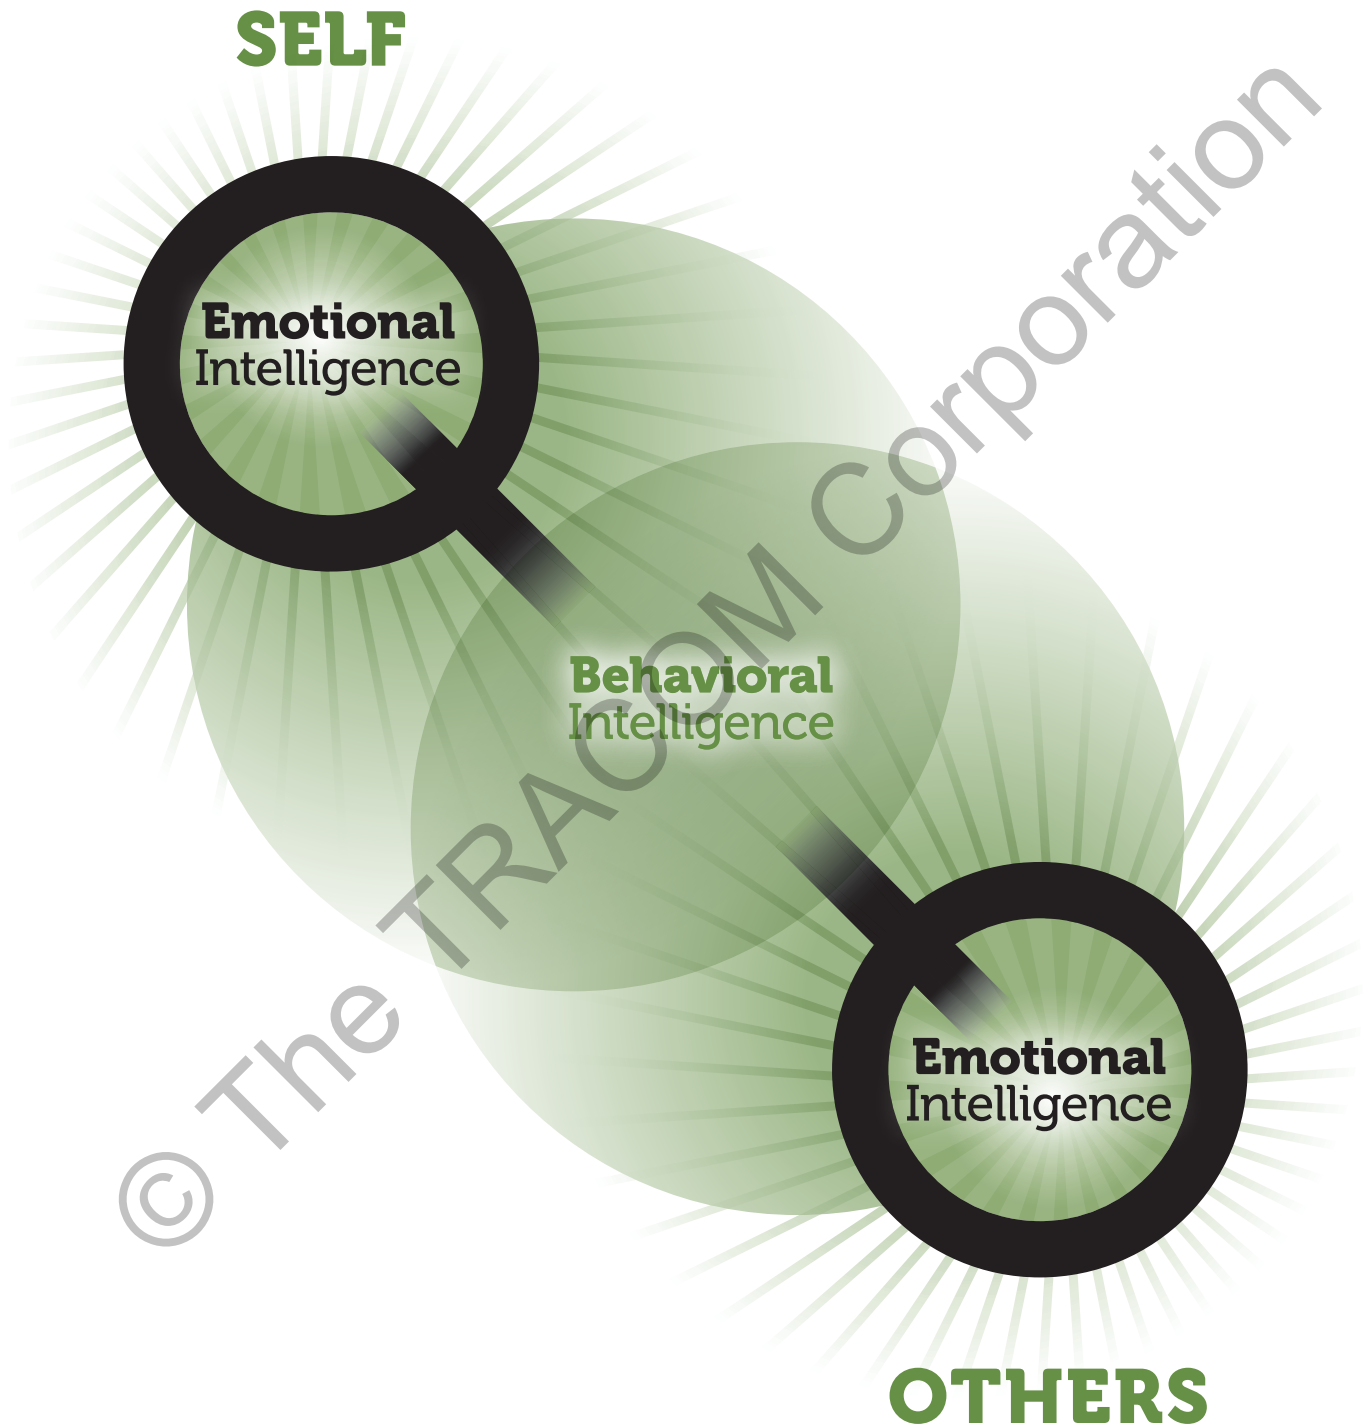 SELF
Emotional
Intelligence
Behavioral
Intelligence
Emotional
Intelligence
OTHERS
© The TRACOM Corporation